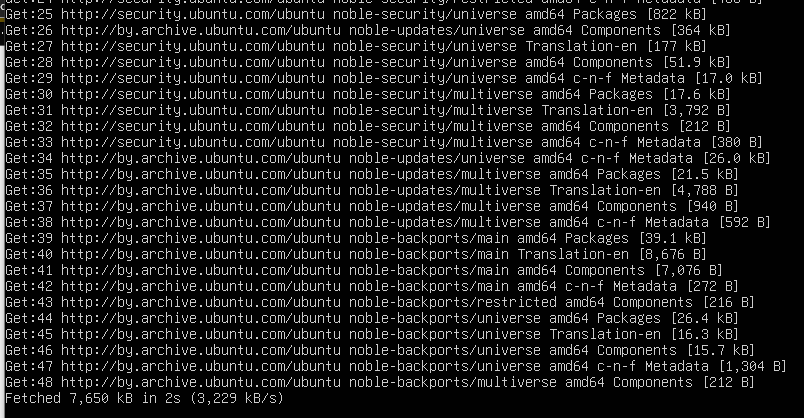 Get:25 http://security.ubuntu.com/ubuntu noble-security/universe amd64 Packages [822 kB]
Get:26 http://by.archive.ubuntu.com/ubuntu noble-updates/universe amd64 Components [364 kB]
Get:27 http://security.ubuntu.com/ubuntu noble-security/universe Translation-en [177 kB]
Get:28 http://security.ubuntu.com/ubuntu noble-security/universe amd64 Components [51.9 kB]
Get:29 http://security.ubuntu.com/ubuntu noble-security/universe amd64 c-n-f Metadata [17.0 kB]
Get:30 http://security.ubuntu.com/ubuntu noble-security/multiverse amd64 Packages [17.6 kB]
Get:31 http://security.ubuntu.com/ubuntu noble-security/multiverse Translation-en [3,792 B]
Get:32 http://security.ubuntu.com/ubuntu noble-security/multiverse amd64 Components [212 B]
Get:33 http://security.ubuntu.com/ubuntu noble-security/multiverse amd64 c-n-f Metadata [380 B]
Get:34 http://by.archive.ubuntu.com/ubuntu noble-updates/universe amd64 c-n-f Metadata [26.0 kB]
Get:35 http://by.archive.ubuntu.com/ubuntu noble-updates/multiverse amd64 Packages [21.5 kB]
Get:36 http://by.archive.ubuntu.com/ubuntu noble-updates/multiverse Translation-en [4,788 B]
Get:37 http://by.archive.ubuntu.com/ubuntu noble-updates/multiverse amd64 Components [940 B]
Get:38 http://by.archive.ubuntu.com/ubuntu noble-updates/multiverse amd64 c-n-f Metadata [592 B]
Get:39 http://by.archive.ubuntu.com/ubuntu noble-backports/main amd64 Packages [39.1 kB]
Get:40 http://by.archive.ubuntu.com/ubuntu noble-backports/main Translation-en [8,676 B]
Get:41 http://by.archive.ubuntu.com/ubuntu noble-backports/main amd64 Components [7,076 B]
Get:42 http://by.archive.ubuntu.com/ubuntu noble-backports/main amd64 c-n-f Metadata [272 B]
Get:43 http://by.archive.ubuntu.com/ubuntu noble-backports/restricted amd64 Components [216 B]
Get:44 http://by.archive.ubuntu.com/ubuntu noble-backports/universe amd64 Packages [26.4 kB]
Get:45 http://by.archive.ubuntu.com/ubuntu noble-backports/universe Translation-en [16.3 kB]
Get:46 http://by.archive.ubuntu.com/ubuntu noble-backports/universe amd64 Components [15.7 kB]
Get:47 http://by.archive.ubuntu.com/ubuntu noble-backports/universe amd64 c-n-f Metadata [1,304 B]
Get:48 http://by.archive.ubuntu.com/ubuntu noble-backports/multiverse amd64 Components [212 B]
Fetched 7,650 kB in 2s (3,229 kB/s)